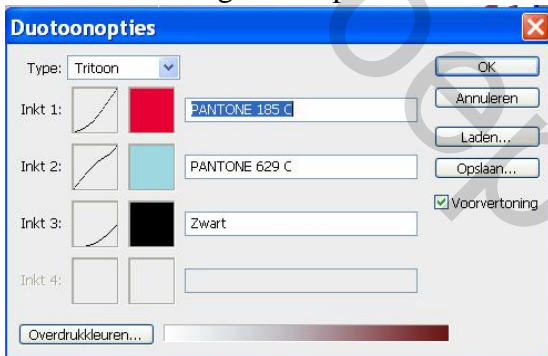 Duotoonopties
Type: Tritoon
OK
Inkt 1: PANTONE 185 C
Annuleren
Laden...
Inkt 2: PANTONE 629 C
Opslaan...
Voorvertoning
Inkt 3: Zwart
Inkt 4:
Overdrukkleuren...